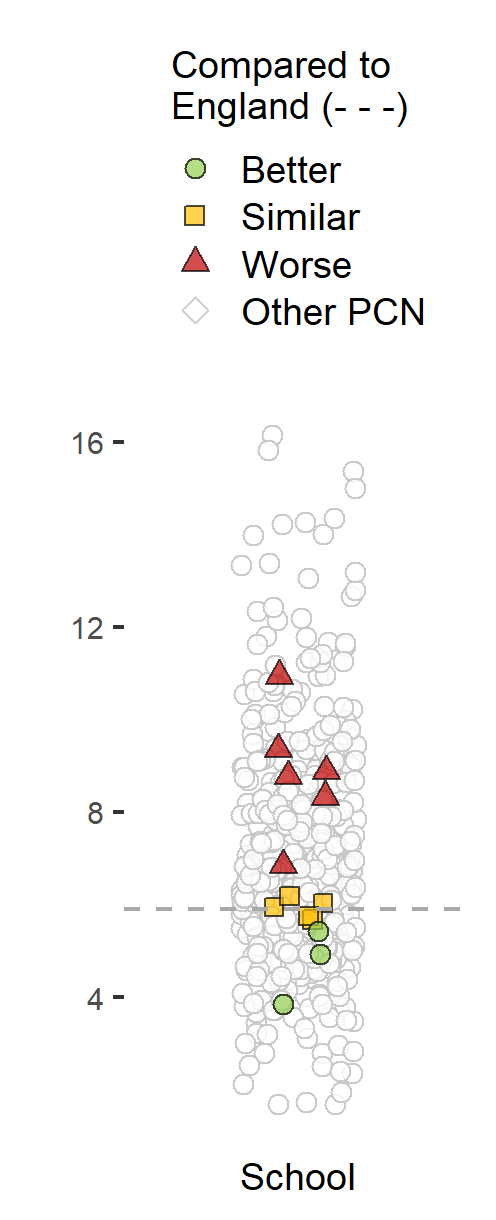 Compared to
England (- - -)
Better
Similar
Worse
Other PCN
16
12
8
4
School